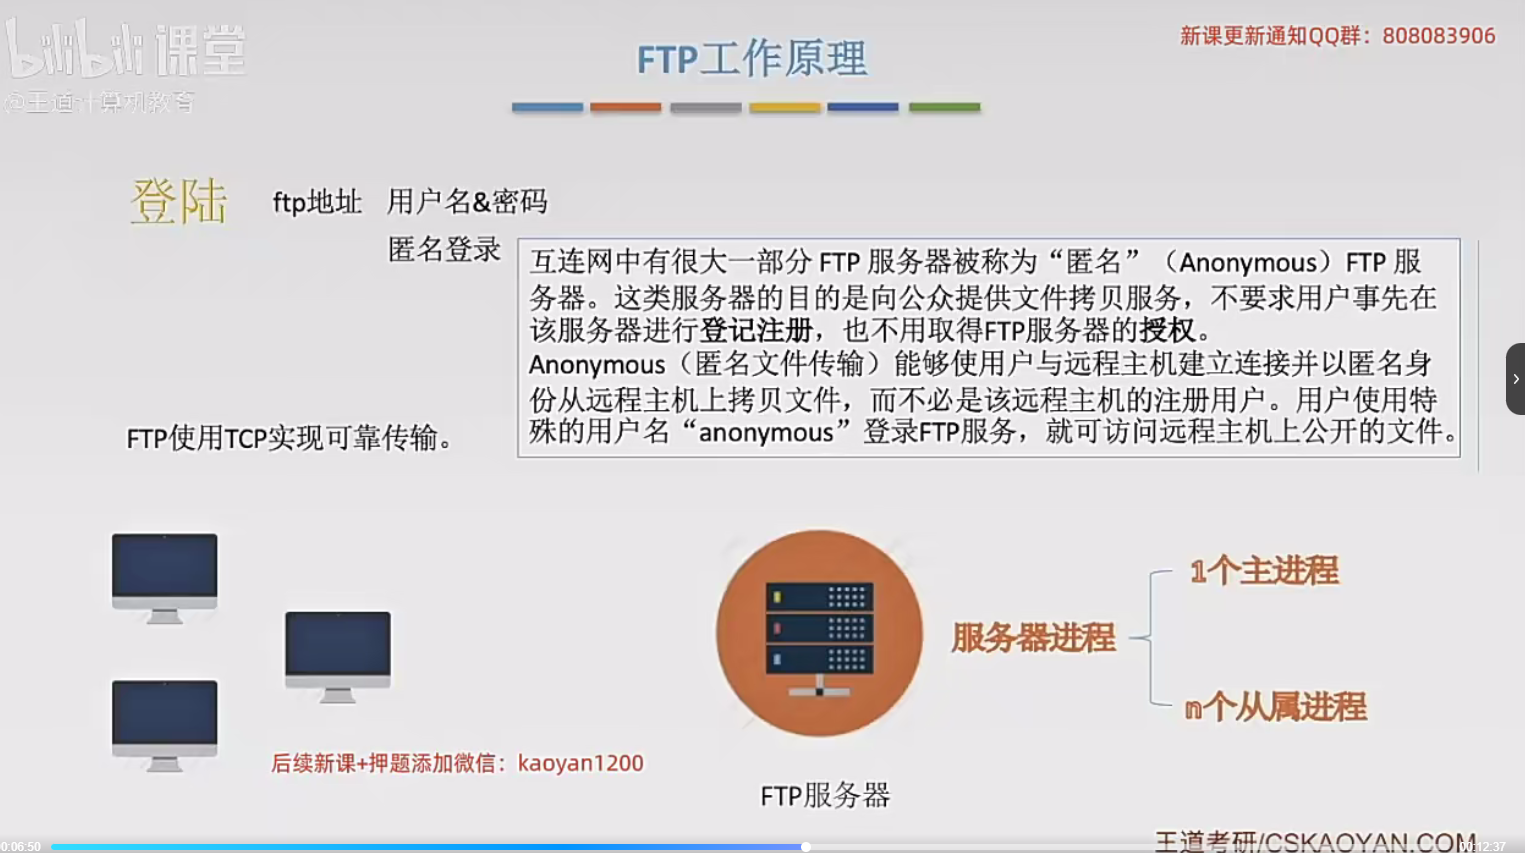 bilibili课堂
@王道计算机教育
新课更新通知QQ群：808083906
FTP工作原理
登陆 ftp地址 用户名&密码
匿名登录
互连网中有很大一部分 FTP 服务器被称为“匿名”（Anonymous）FTP 服
务器。这类服务器的目的是向公众提供文件拷贝服务，不要求用户事先在
该服务器进行登记注册，也不用取得FTP服务器的授权。
Anonymous（匿名文件传输）能够使用户与远程主机建立连接并以匿名身
份从远程主机上拷贝文件，而不必是该远程主机的注册用户。用户使用特
殊的用户名“anonymous”登录FTP服务，就可访问远程主机上公开的文件。
FTP使用TCP实现可靠传输。
1个主进程
服务器进程
n个从属进程
后续新课+押题添加微信：kaoyan1200
FTP服务器
王道考研/CSKAOYAN.COM
0:06:50
00:12:37